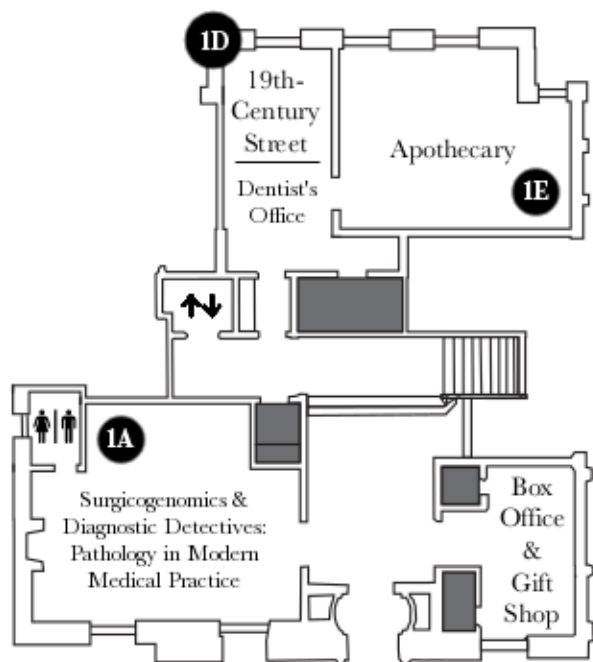 1D
19th-
Century
Street
Dentist's
Office
Apothecary
1E
1A
Surgicogenomics &
Diagnostic Detectives:
Pathology in Modern
Medical Practice
Box
Office
&
Gift
Shop